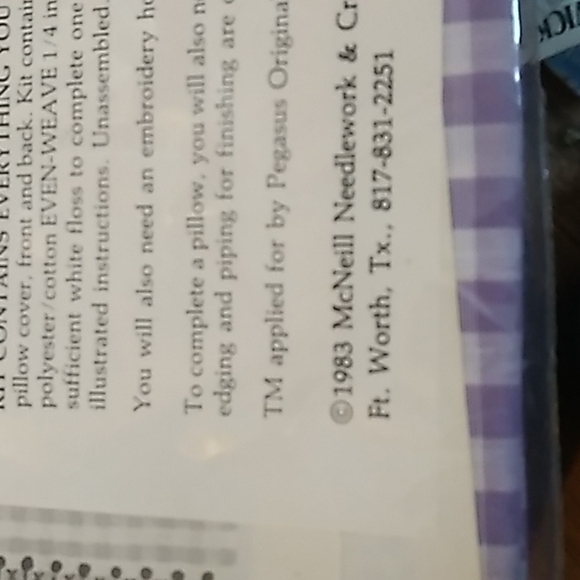 CONTAINS EVERYTHING YOU
pillow cover, front and back. Kit contain
polyester/cotton EVEN-WEAVE 1/4 in
sufficient white floss to complete one
illustrated instructions. Unassembled.
You will also need an embroidery ho
To complete a pillow, you will also n
edging and piping for finishing are
TM applied for by Pegasus Origina
©1983 McNeill Needlework & Cr
Ft. Worth, Tx., 817-831-2251